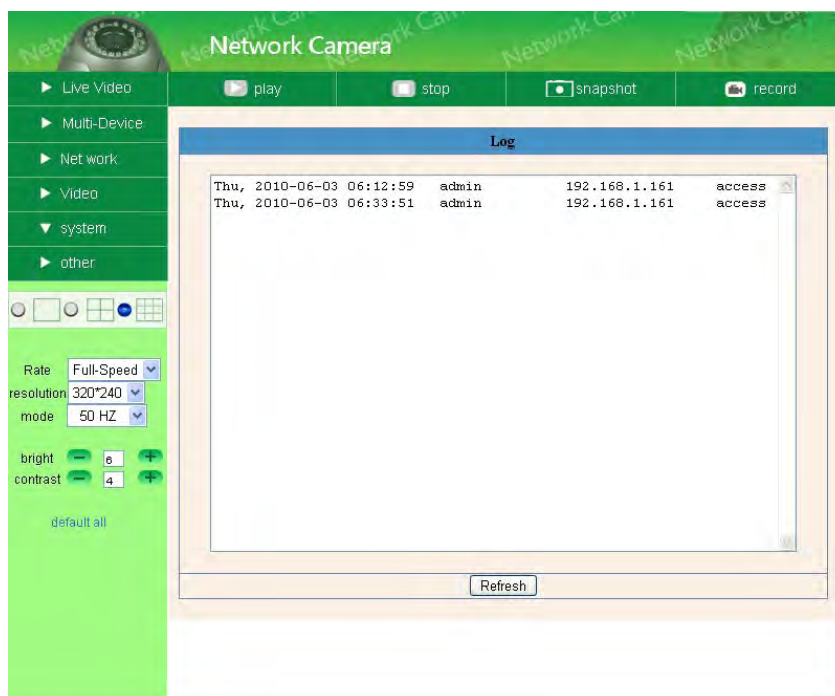 Network Camera
Network Camera
Live Video
play
stop
snapshot
record
Multi-Device
Log
Net work
Video
Thu, 2010-06-03 06:12:59 admin 192.168.1.161 access
Thu, 2010-06-03 06:33:51 admin 192.168.1.161 access
system
other
Rate Full-Speed
resolution 320*240
mode 50 HZ
bright 6
contrast 4
default all
Refresh